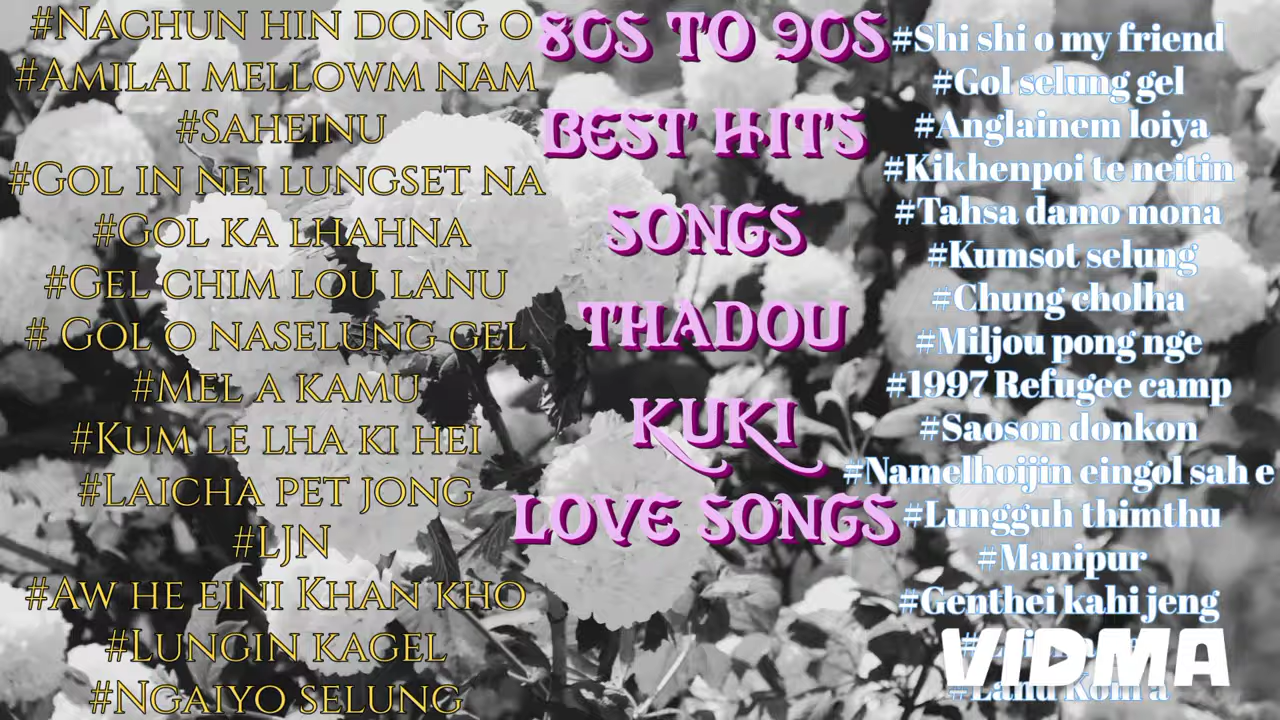 #Nachun hin dong o
#Amilai mellowm nam
#Saheinu
#Gol in nei lungset na
#Gol ka lhahna
#Gel chim lou lanu
# Gol o naselung gel
#Mel a kamu
#Kum le lha ki hei
#Laicha pet jong
#LJN
#Aw he eini Khan kho
#Lungin kagel
#Ngaiyo selung
80s to 90s
Best Hits
Songs
Thadou
Kuki
Love Songs
#Shi shi o my friend
#Gol selung gel
#Anglainem loiya
#Kikhenpoi te neitin
#Tahsa damo mona
#Kumsot selung
#Chung cholha
#Miljou pong nge
#1997 Refugee camp
#Saoson donkon
#Namelhoijin eingol sah e
#Lungguh thimthu
#Manipur
#Genthei kahi jeng
#Lanu
VIDMA